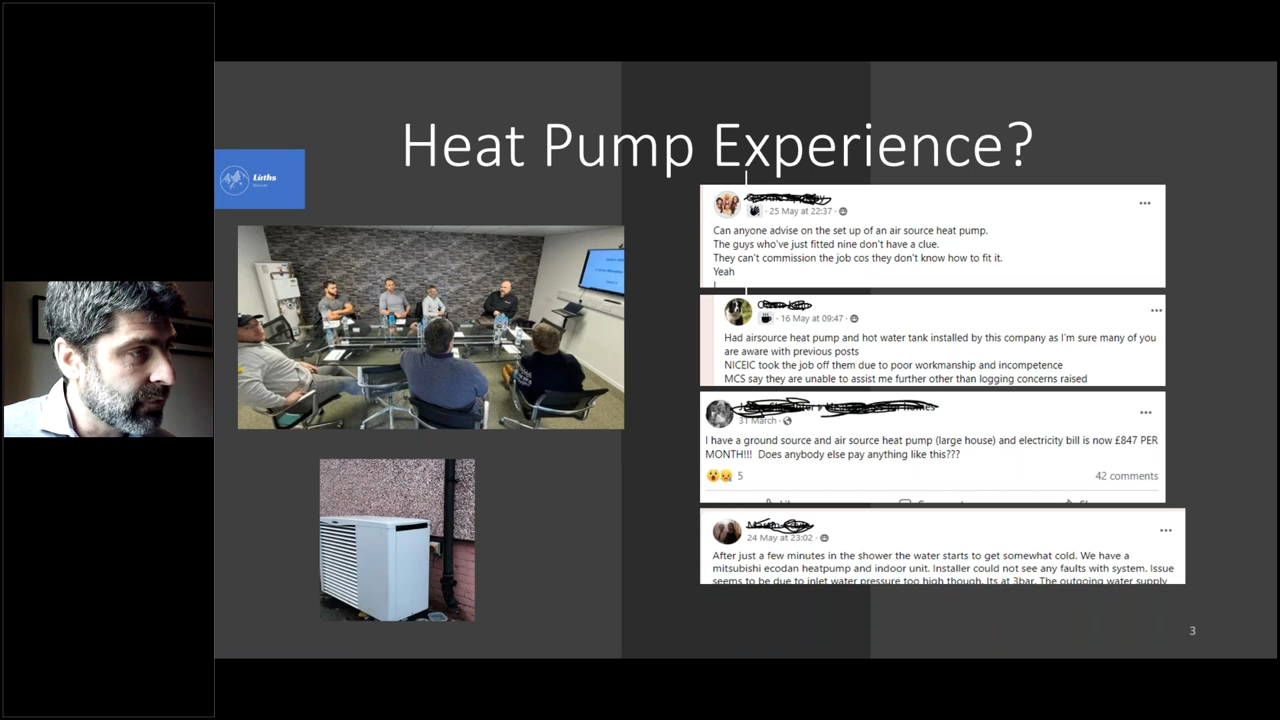 Heat Pump Experience?
Liaths
25 May at 22:37
Can anyone advise on the set up of an air source heat pump.
The guys who've just fitted nine don't have a clue.
They can't commission the job cos they don't know how to fit it.
Yeah
16 May at 09:47
Had airsource heat pump and hot water tank installed by this company as I'm sure many of you
are aware with previous posts
NICEIC took the job off them due to poor workmanship and incompetence
MCS say they are unable to assist me further other than logging concerns raised
31 March
I have a ground source and air source heat pump (large house) and electricity bill is now £847 PER
MONTH!!! Does anybody else pay anything like this???
5
42 comments
24 May at 23:02
After just a few minutes in the shower the water starts to get somewhat cold. We have a
mitsubishi ecodan heatpump and indoor unit. Installer could not see any faults with system. Issue
seems to be due to inlet water pressure too high though. Its at 3bar. The outgoing water supply
3